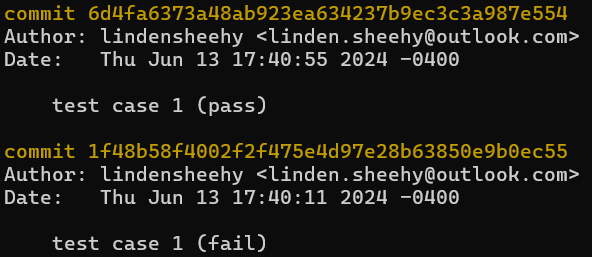 commit 6d4fa6373a48ab923ea634237b9ec3c3a987e554
Author: lindensheehy <linden.sheehy@outlook.com>
Date:   Thu Jun 13 17:40:55 2024 -0400
    test case 1 (pass)
commit 1f48b58f4002f2f475e4d97e28b63850e9b0ec55
Author: lindensheehy <linden.sheehy@outlook.com>
Date:   Thu Jun 13 17:40:11 2024 -0400
    test case 1 (fail)